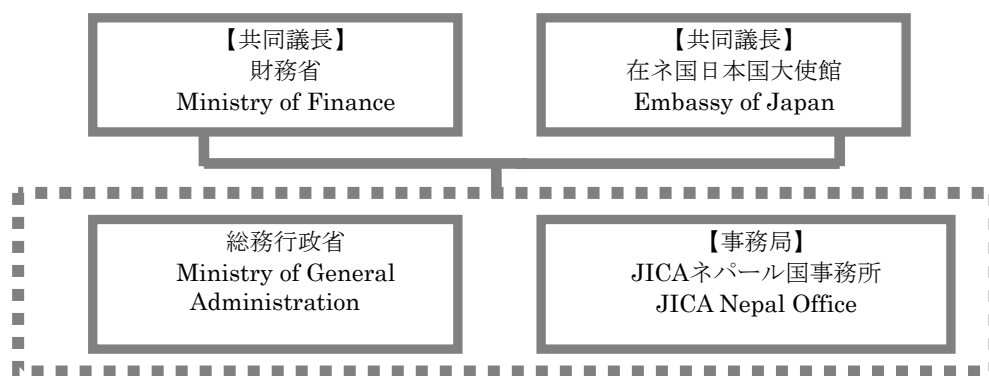 【共同議長】
財務省
Ministry of Finance
【共同議長】
在ネ国日本国大使館
Embassy of Japan
総務行政省
Ministry of General
Administration
【事務局】
JICAネパール国事務所
JICA Nepal Office